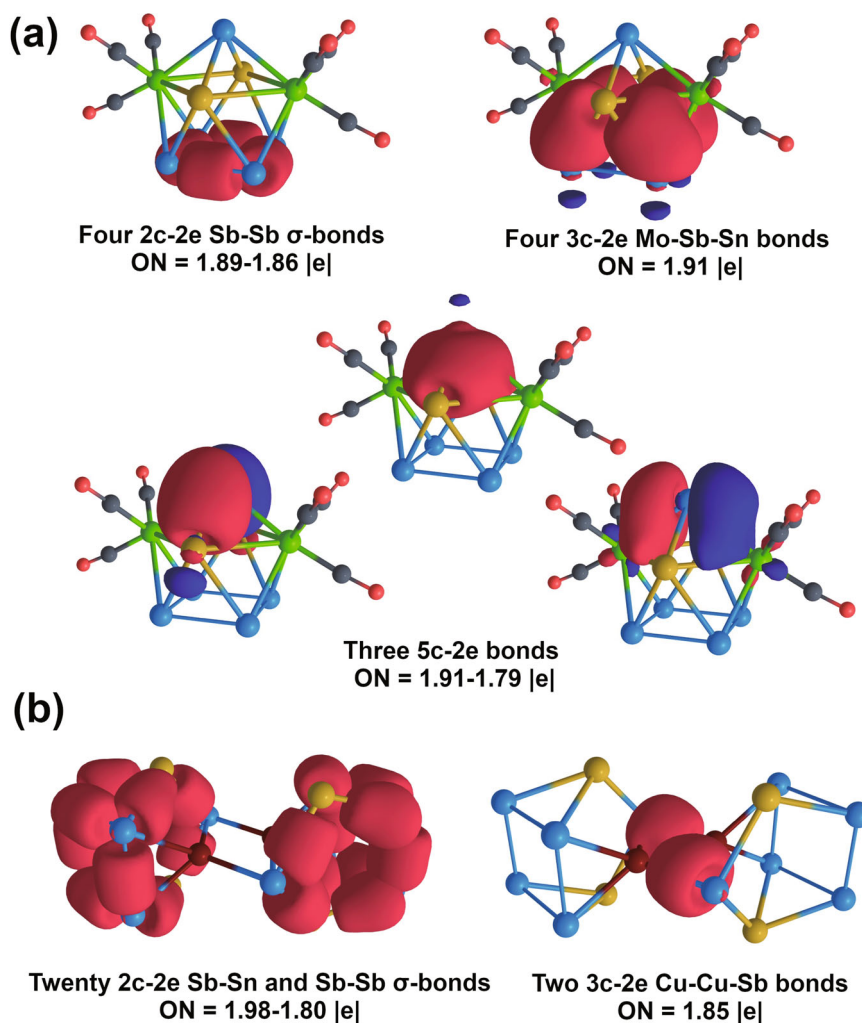 (a)
Four 2c-2e Sb-Sb σ-bonds
ON = 1.89-1.86 |e|
Four 3c-2e Mo-Sb-Sn bonds
ON = 1.91 |e|
Three 5c-2e bonds
ON = 1.91-1.79 |e|
(b)
Twenty 2c-2e Sb-Sn and Sb-Sb σ-bonds
ON = 1.98-1.80 |e|
Two 3c-2e Cu-Cu-Sb bonds
ON = 1.85 |e|